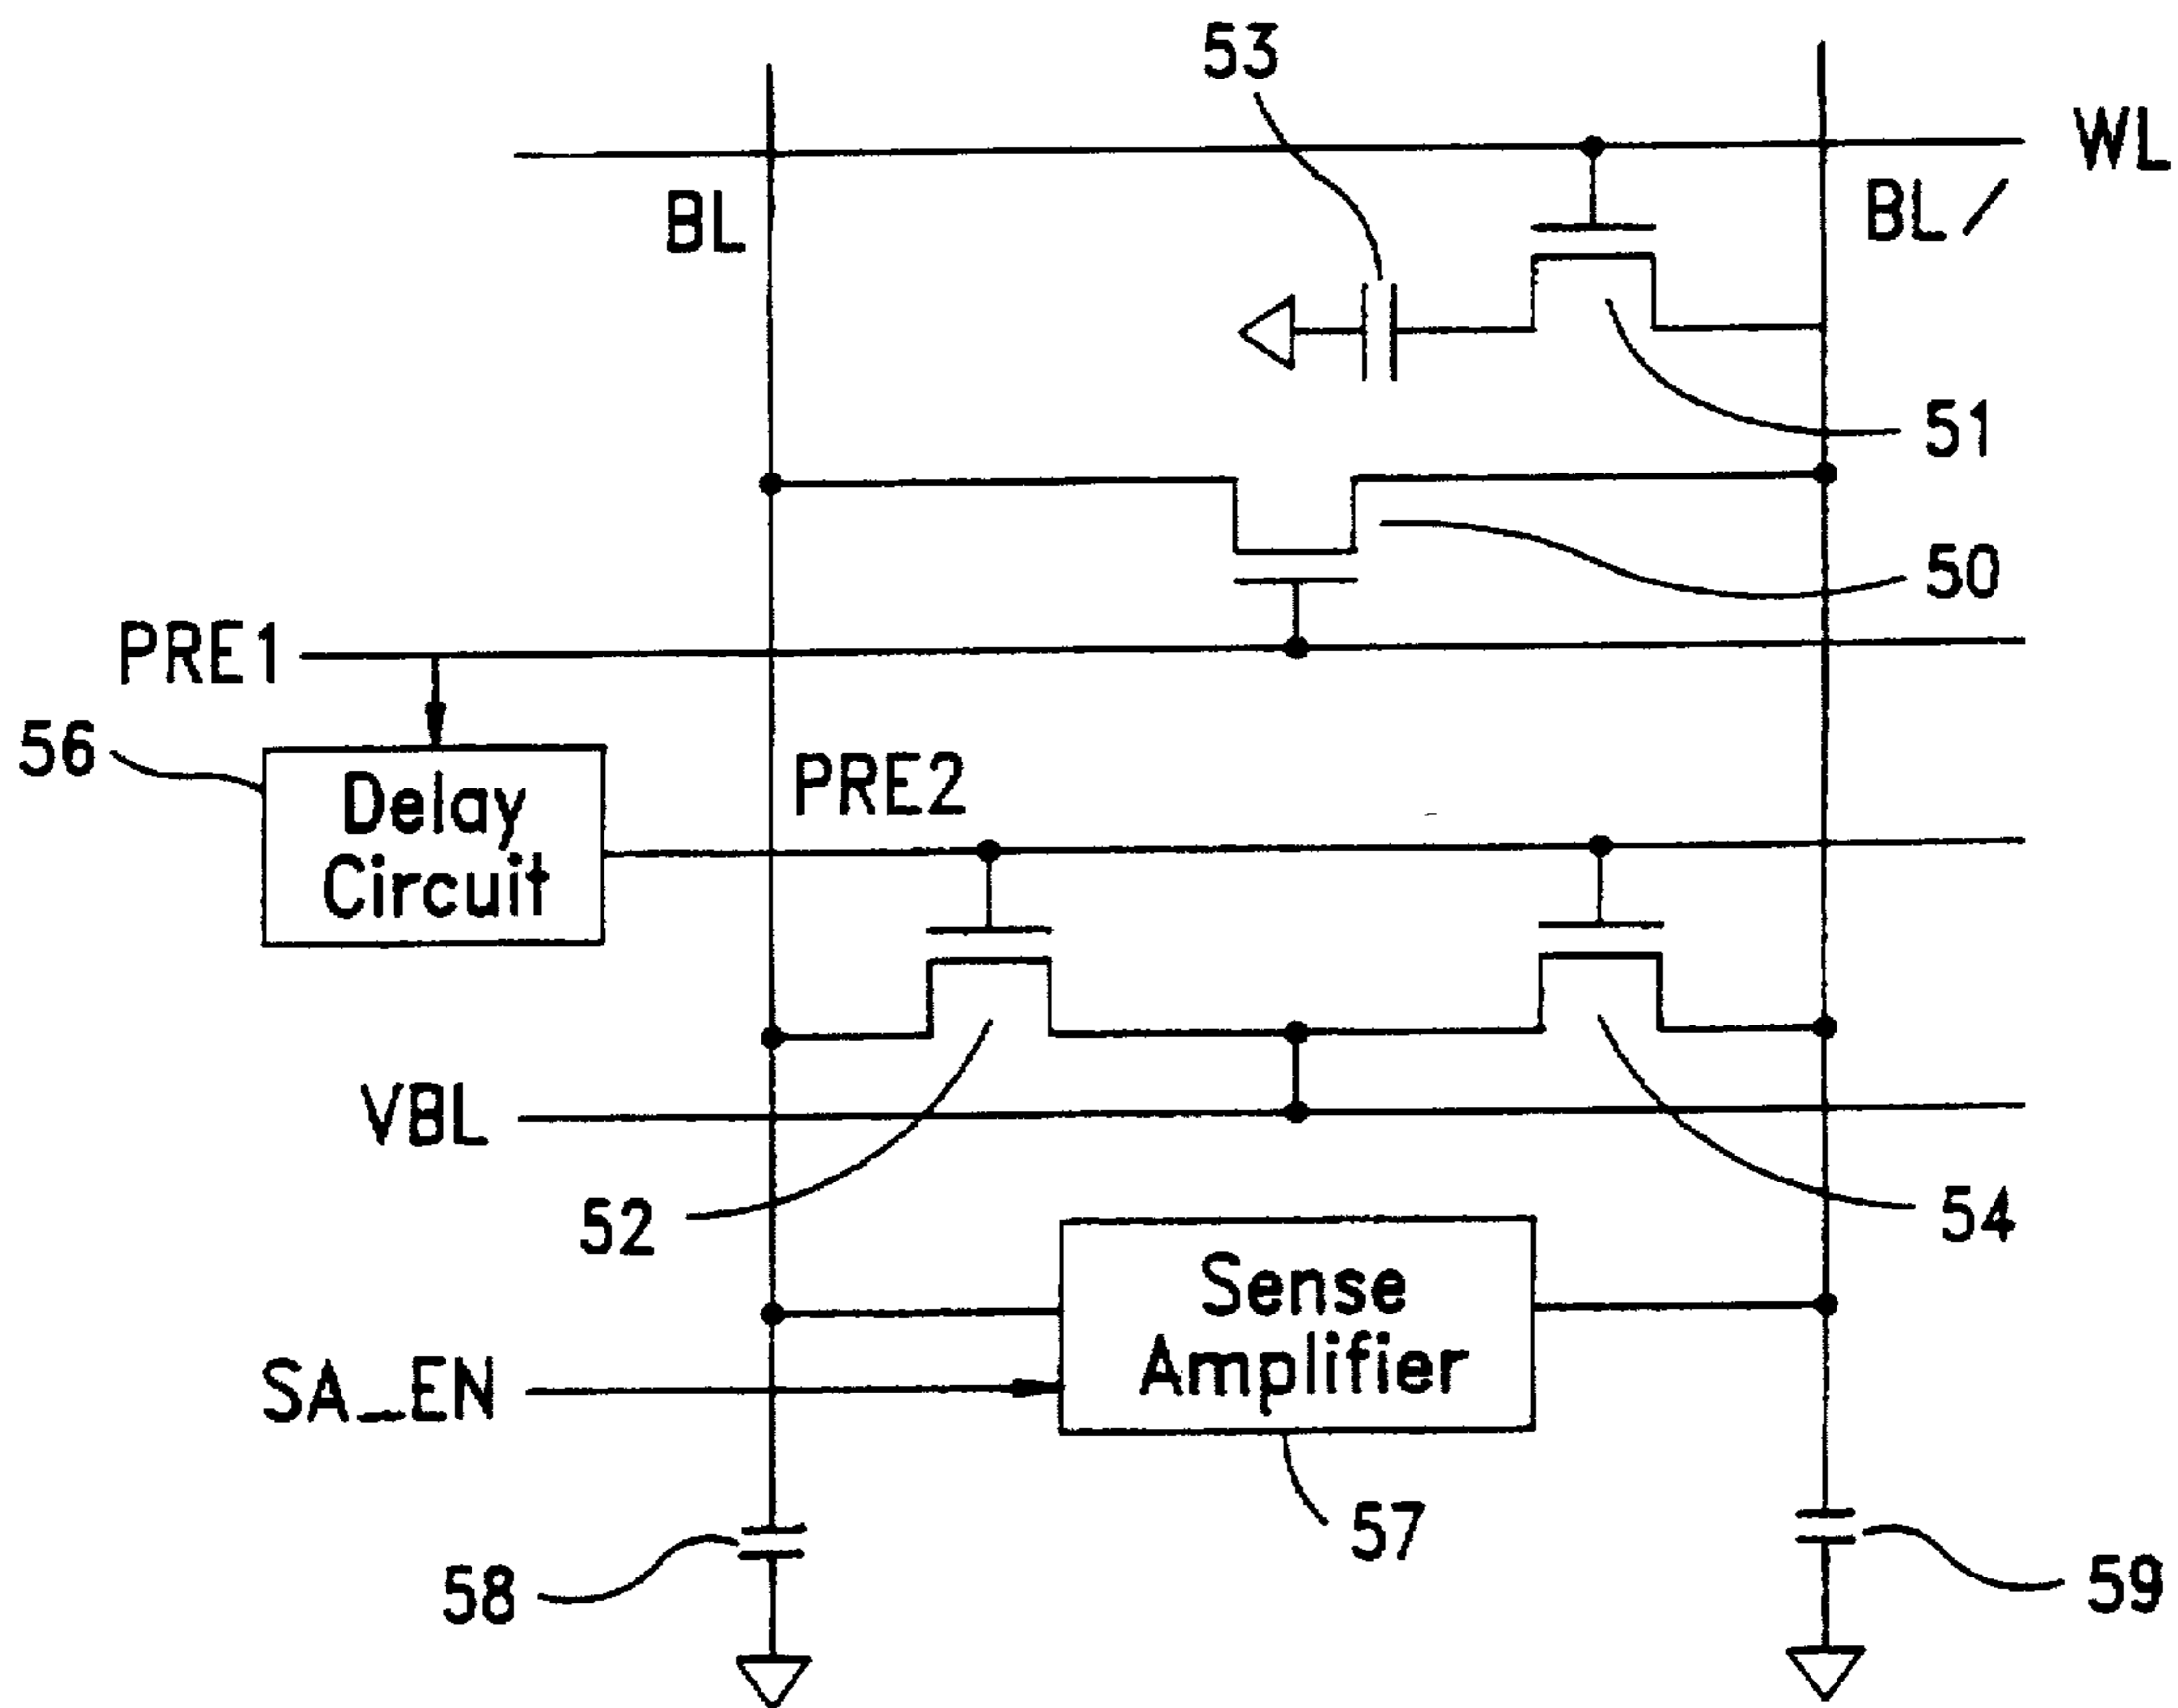 53
WL
BL
BL/
51
50
PRE1
56
Delay
Circuit
PRE2
VBL
52
54
Sense
Amplifier
SA_EN
57
58
59